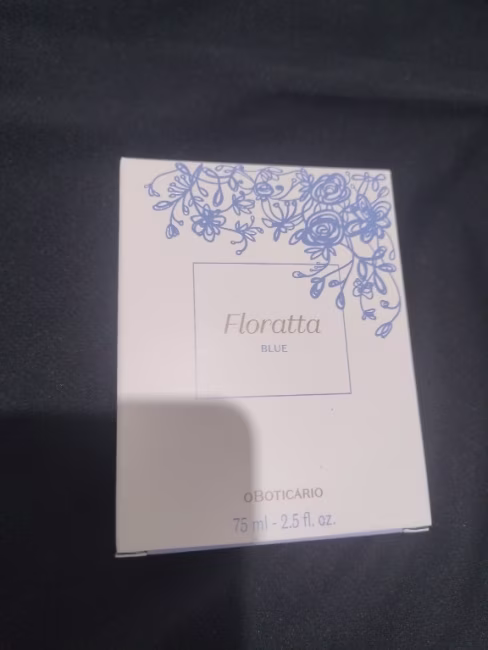 Floratta
BLUE
oBOTICÁRIO
75 ml - 2.5 fl. oz.